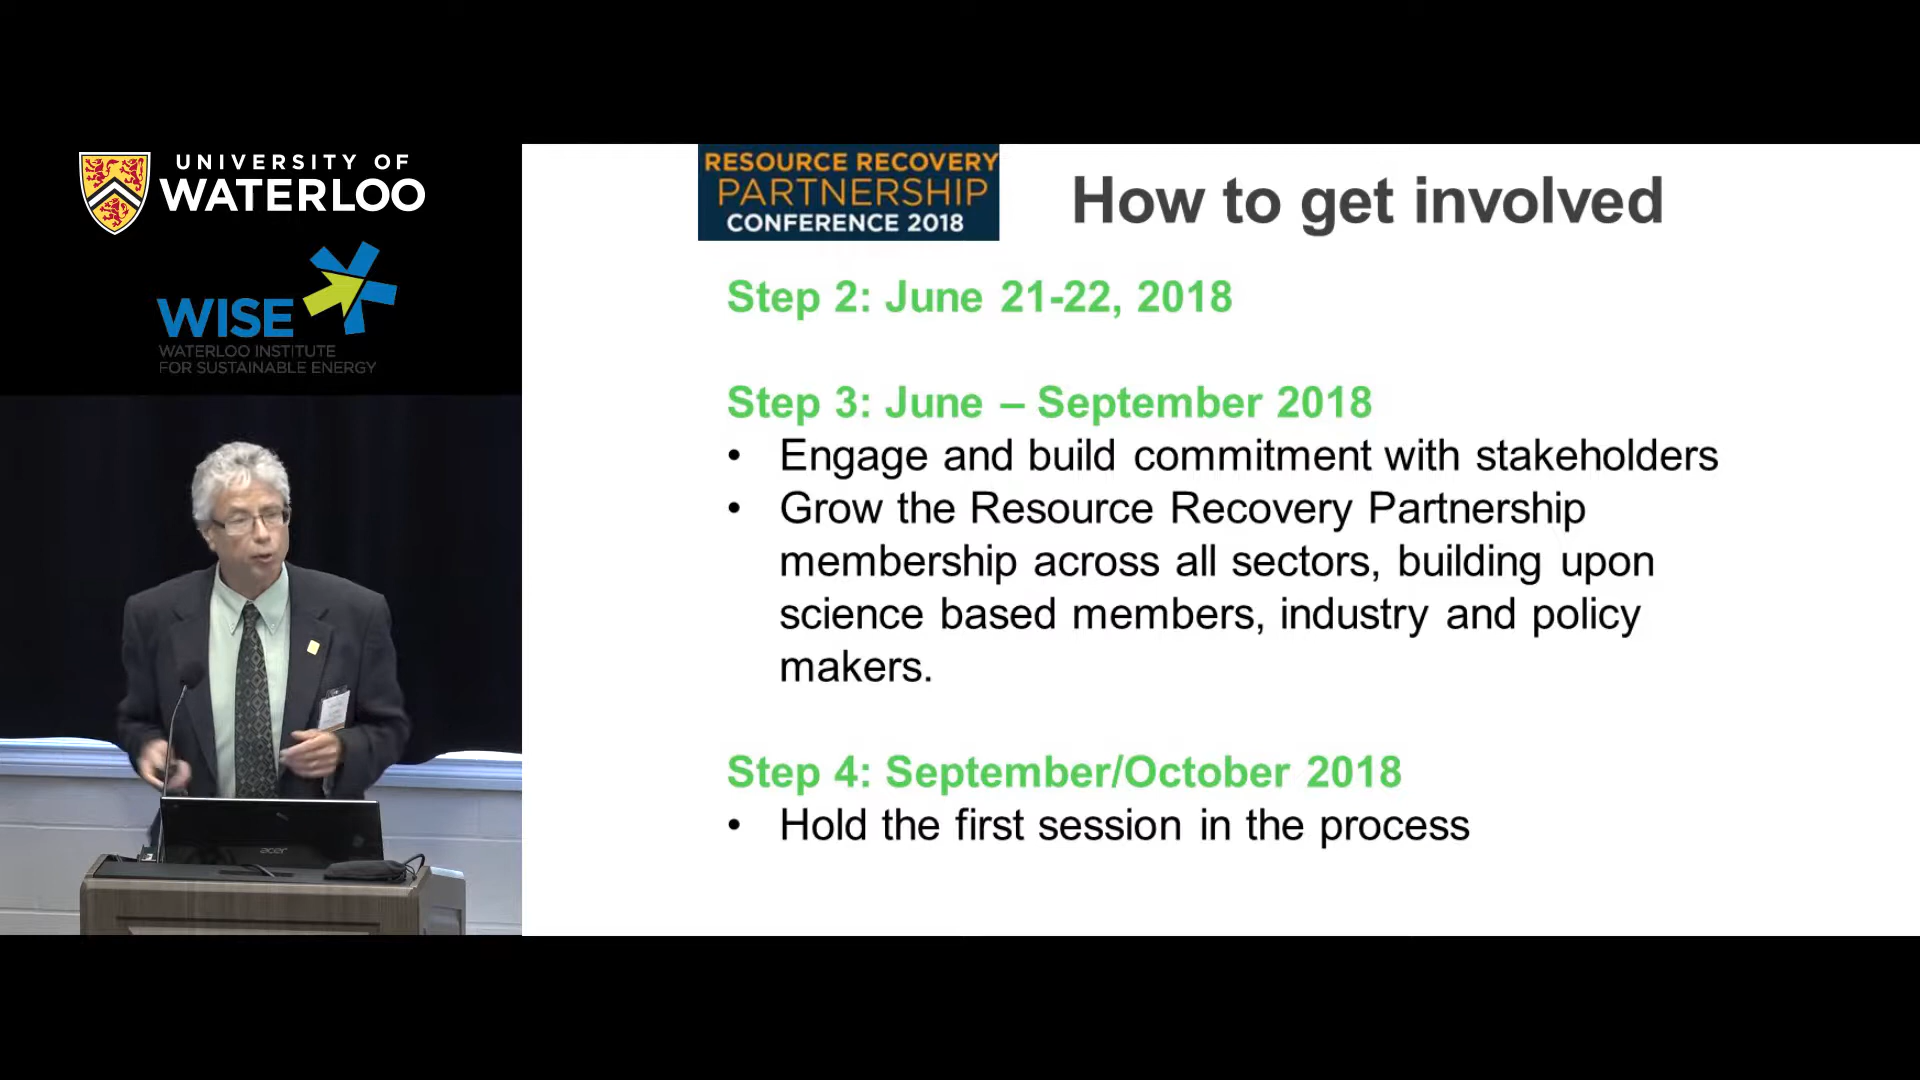 UNIVERSITY OF
WATERLOO
WISE
WATERLOO INSTITUTE
FOR SUSTAINABLE ENERGY
RESOURCE RECOVERY
PARTNERSHIP
CONFERENCE 2018
How to get involved
Step 2: June 21-22, 2018
Step 3: June – September 2018
• Engage and build commitment with stakeholders
• Grow the Resource Recovery Partnership
membership across all sectors, building upon
science based members, industry and policy
makers.
Step 4: September/October 2018
• Hold the first session in the process
acer